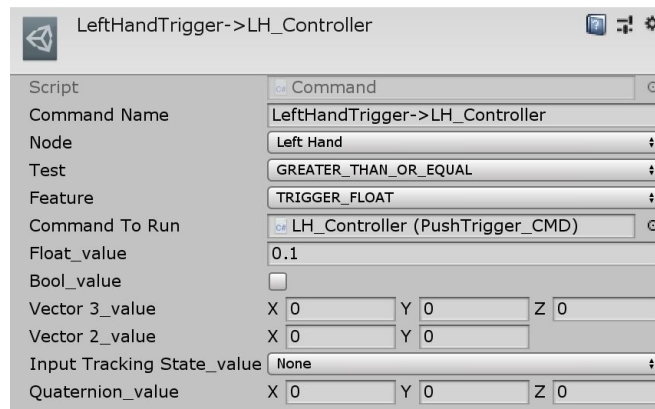 LeftHandTrigger->LH_Controller
Script Command
Command Name LeftHandTrigger->LH_Controller
Node Left Hand
Test GREATER_THAN_OR_EQUAL
Feature TRIGGER_FLOAT
Command To Run LH_Controller (PushTrigger_CMD)
Float_value 0.1
Bool_value
Vector 3_value X 0 Y 0 Z 0
Vector 2_value X 0 Y 0
Input Tracking State_value None
Quaternion_value X 0 Y 0 Z 0